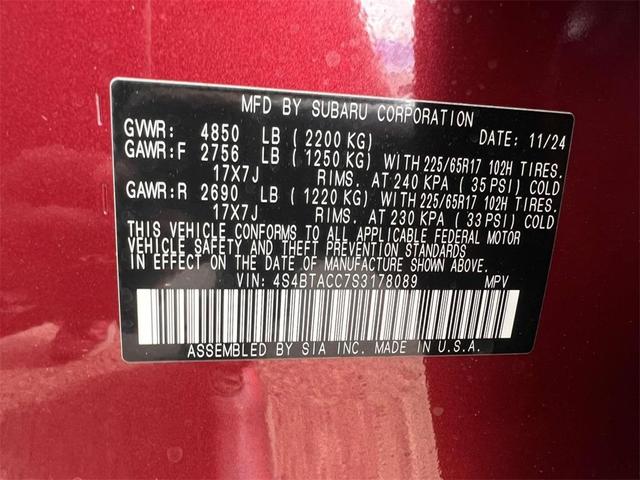 MFD BY SUBARU CORPORATION
GVWR: 4850 LB ( 2200 KG) DATE: 11/24
GAWR:F 2756 LB ( 1250 KG) WITH 225/65R17 102H TIRES.
17X7J RIMS. AT 240 KPA ( 35 PSI) COLD
GAWR:R 2690 LB ( 1220 KG) WITH 225/65R17 102H TIRES.
17X7J RIMS. AT 230 KPA ( 33 PSI) COLD
THIS VEHICLE CONFORMS TO ALL APPLICABLE FEDERAL MOTOR
VEHICLE SAFETY AND THEFT PREVENTION STANDARDS
IN EFFECT ON THE DATE OF MANUFACTURE SHOWN ABOVE.
VIN: 4S4BTACC7S3178089 MPV
ASSEMBLED BY SIA INC. MADE IN U.S.A.